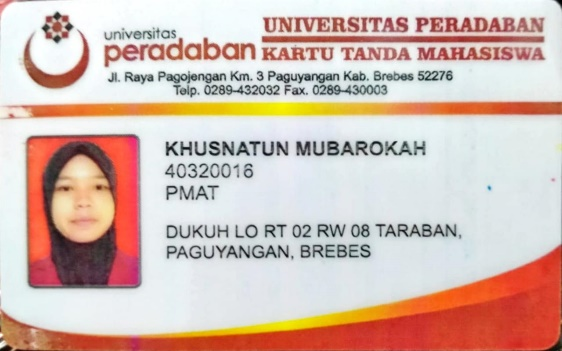 universitas
peradaban
UNIVERSITAS PERADABAN
KARTU TANDA MAHASISWA
Jl. Raya Pagojengan Km. 3 Paguyangan Kab. Brebes 52276
Telp. 0289-432032 Fax. 0289-430003
KHUSNATUN MUBAROKAH
40320016
PMAT
DUKUH LO RT 02 RW 08 TARABAN,
PAGUYANGAN, BREBES